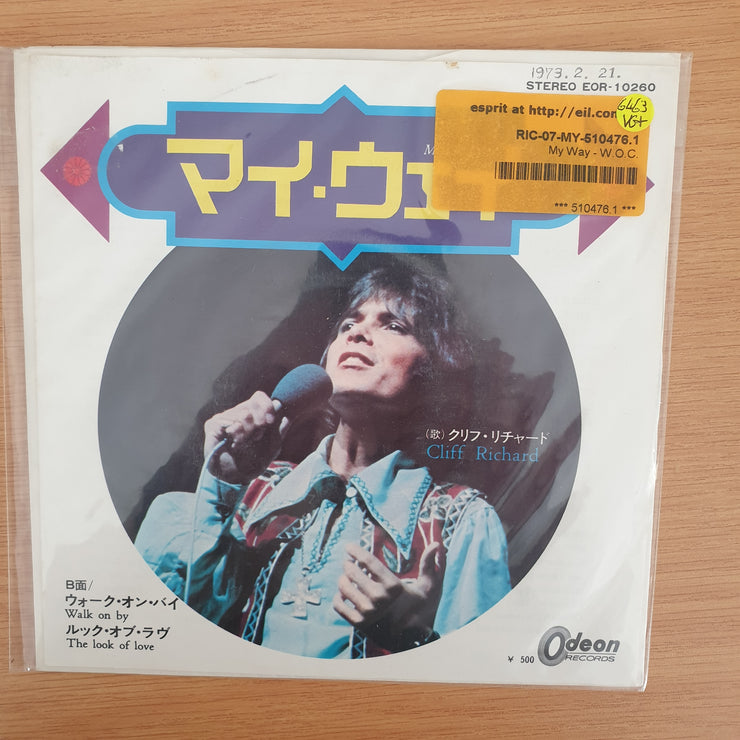 1973.2.21.
STEREO EOR-10260
esprit at http://eil.com
6463
VG+
RIC-07-MY-510476.1
My Way - W.O.C.
*** 510476.1 ***
マイ・ウェイ
(歌)クリフ・リチャード
Cliff Richard
B面/
ウォーク・オン・バイ
Walk on by
ルック・オブ・ラヴ
The look of love
¥ 500
Odeon
RECORDS